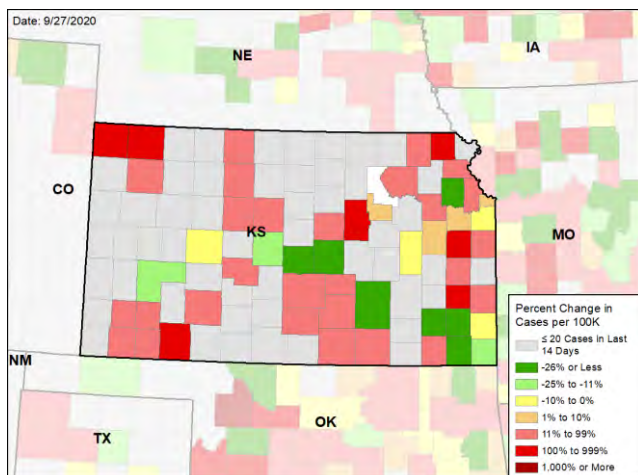 Date: 9/27/2020
NE
IA
CO
KS
MO
NM
OK
TX
Percent Change in
Cases per 100K
≤ 20 Cases in Last
14 Days
-26% or Less
-25% to -11%
-10% to 0%
1% to 10%
11% to 99%
100% to 999%
1,000% or More